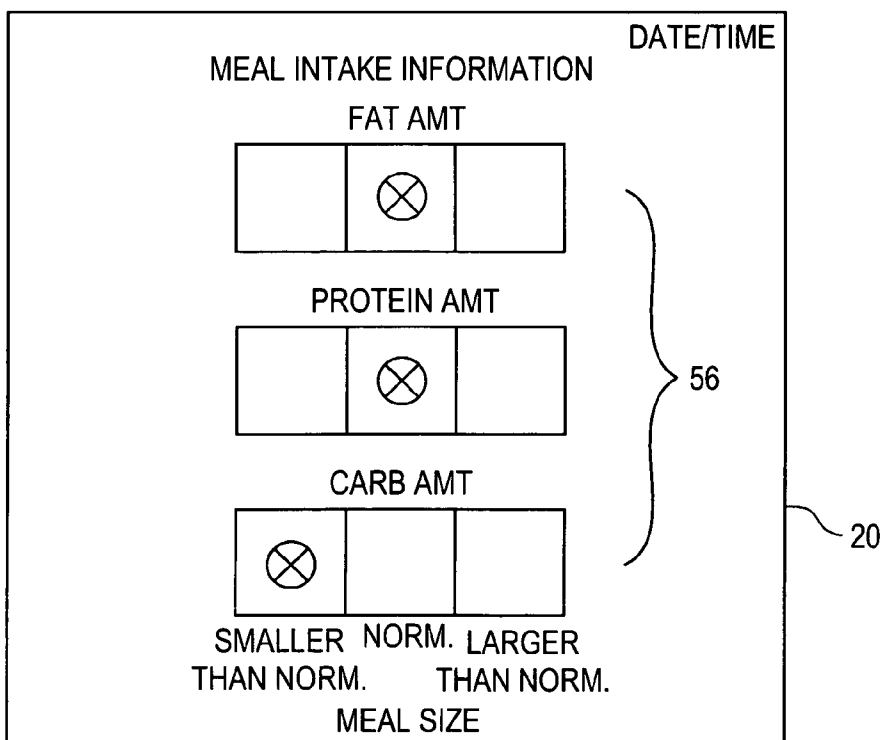 DATE/TIME
MEAL INTAKE INFORMATION
FAT AMT
PROTEIN AMT
56
CARB AMT
20
SMALLER NORM. LARGER
THAN NORM. THAN NORM.
MEAL SIZE